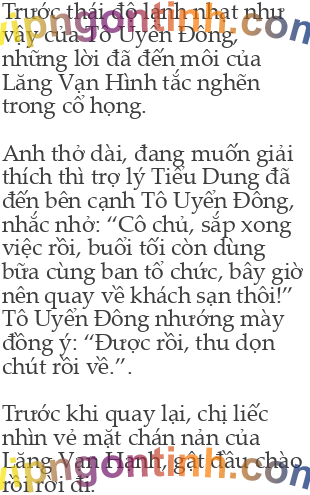 Trước thái độ lạnh nhạt như
vậy của Tô Uyển Đông,
những lời đã đến môi của
Lăng Vạn Hình tắc nghẽn
trong cổ họng.
Anh thở dài, đang muốn giải
thích thì trợ lý Tiểu Dung đã
đến bên cạnh Tô Uyển Đông,
nhắc nhở: “Cô chủ, sắp xong
việc rồi, buổi tối còn dùng
bữa cùng ban tổ chức, bây giờ
nên quay về khách sạn thôi!”
Tô Uyển Đông nhướng mày
đồng ý: “Được rồi, thu dọn
chút rồi về.”.
Trước khi quay lại, chị liếc
nhìn vẻ mặt chán nản của
Lăng Vạn Hạnh, gạt đầu chào
rồi rời đi.
vipngontinh.com
vipngontinh.com